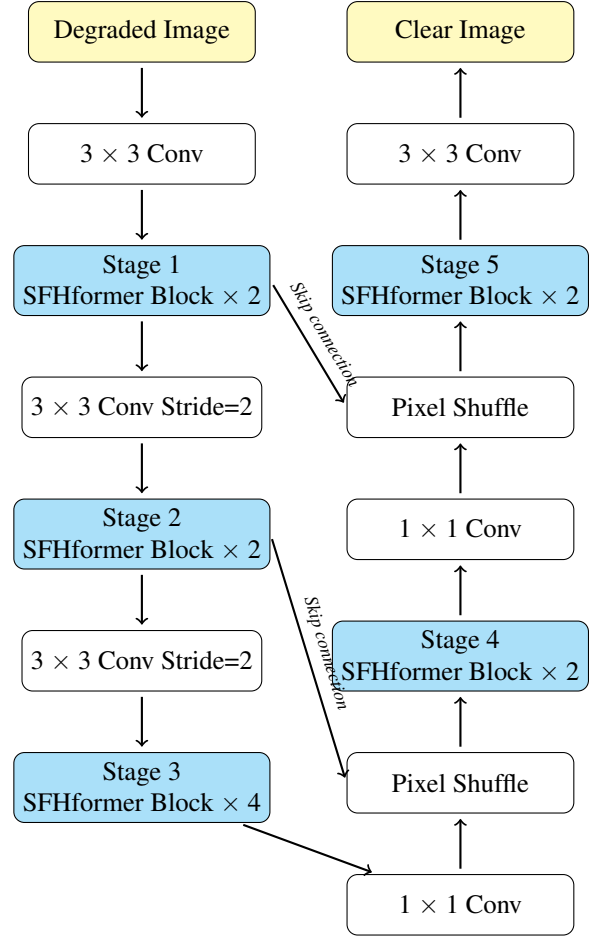 Degraded Image
3 × 3 Conv
Stage 1
SFHformer Block × 2
Skip connection
3 × 3 Conv Stride=2
Stage 2
SFHformer Block × 2
Skip connection
3 × 3 Conv Stride=2
Stage 3
SFHformer Block × 4
Clear Image
3 × 3 Conv
Stage 5
SFHformer Block × 2
Pixel Shuffle
1 × 1 Conv
Stage 4
SFHformer Block × 2
Pixel Shuffle
1 × 1 Conv